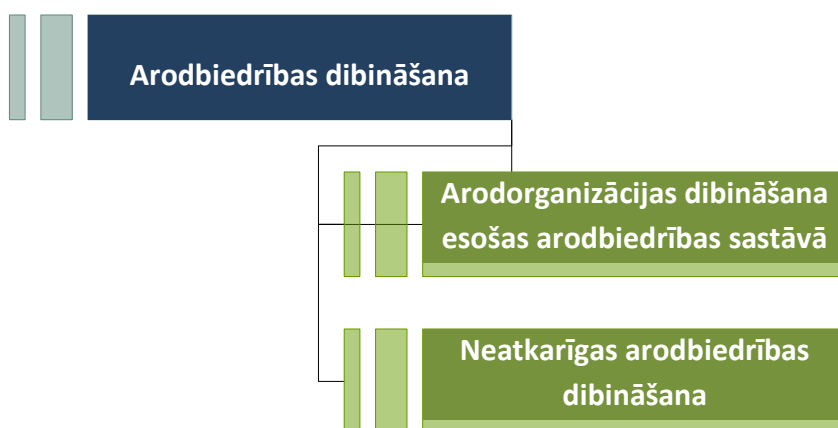 Arodbiedrības dibināšana
Arodorganizācijas dibināšana
esošas arodbiedrības sastāvā
Neatkarīgas arodbiedrības
dibināšana